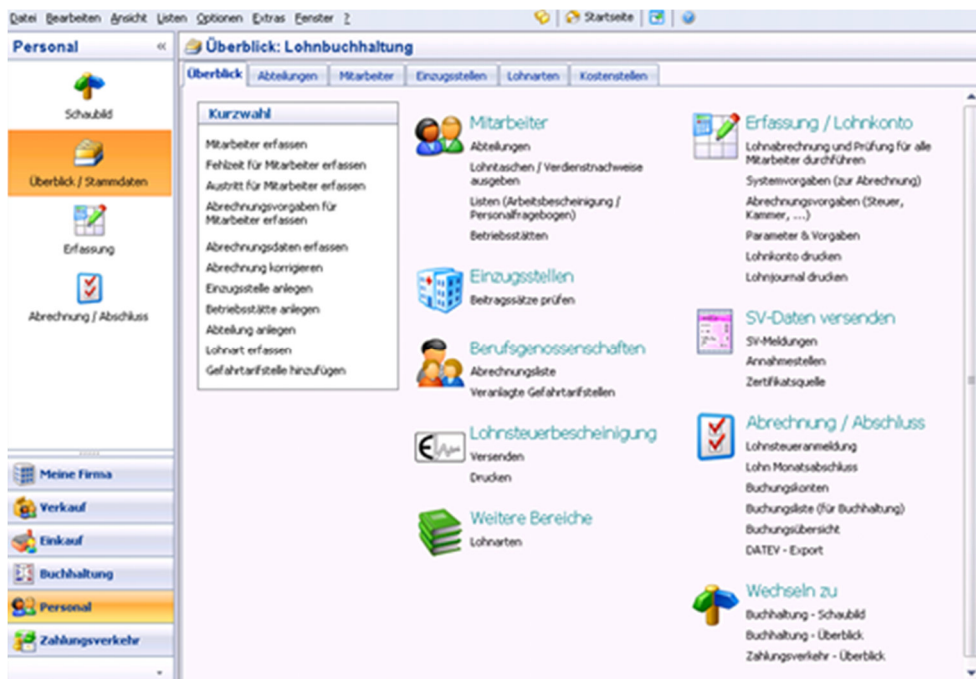 Datei Bearbeiten Ansicht Listen Optionen Extras Fenster ? Startseite
Personal «
Schaubild
Überblick / Stammdaten
Erfassung
Abrechnung / Abschluss
Meine Firma
Verkauf
Einkauf
Buchhaltung
Personal
Zahlungsverkehr
Überblick: Lohnbuchhaltung
Überblick Abteilungen Mitarbeiter Einzugsstellen Lohnarten Kostenstellen
Kurzwahl
Mitarbeiter erfassen
Fehlzeit für Mitarbeiter erfassen
Austritt für Mitarbeiter erfassen
Abrechnungsvorgaben für
Mitarbeiter erfassen
Abrechnungsdaten erfassen
Abrechnung korrigieren
Einzugsstelle anlegen
Betriebsstätte anlegen
Abteilung anlegen
Lohnart erfassen
Gefahrtarifstelle hinzufügen
Mitarbeiter
Abteilungen
Lohntaschen / Verdienstnachweise
ausgeben
Listen (Arbeitsbescheinigung /
Personalfragebogen)
Betriebsstätten
Einzugsstellen
Beitragssätze prüfen
Berufsgenossenschaften
Abrechnungsliste
Veranlagte Gefahrtarifstellen
Lohnsteuerbescheinigung
Versenden
Drucken
Weitere Bereiche
Lohnarten
Erfassung / Lohnkonto
Lohnabrechnung und Prüfung für alle
Mitarbeiter durchführen
Systemvorgaben (zur Abrechnung)
Abrechnungsvorgaben (Steuer,
Kammer, ...)
Parameter & Vorgaben
Lohnkonto drucken
Lohnjournal drucken
SV-Daten versenden
SV-Meldungen
Annahmestellen
Zertifikatsquelle
Abrechnung / Abschluss
Lohnsteueranmeldung
Lohn Monatsabschluss
Buchungskonten
Buchungsliste (für Buchhaltung)
Buchungsübersicht
DATEV - Export
Wechseln zu
Buchhaltung - Schaubild
Buchhaltung - Überblick
Zahlungsverkehr - Überblick